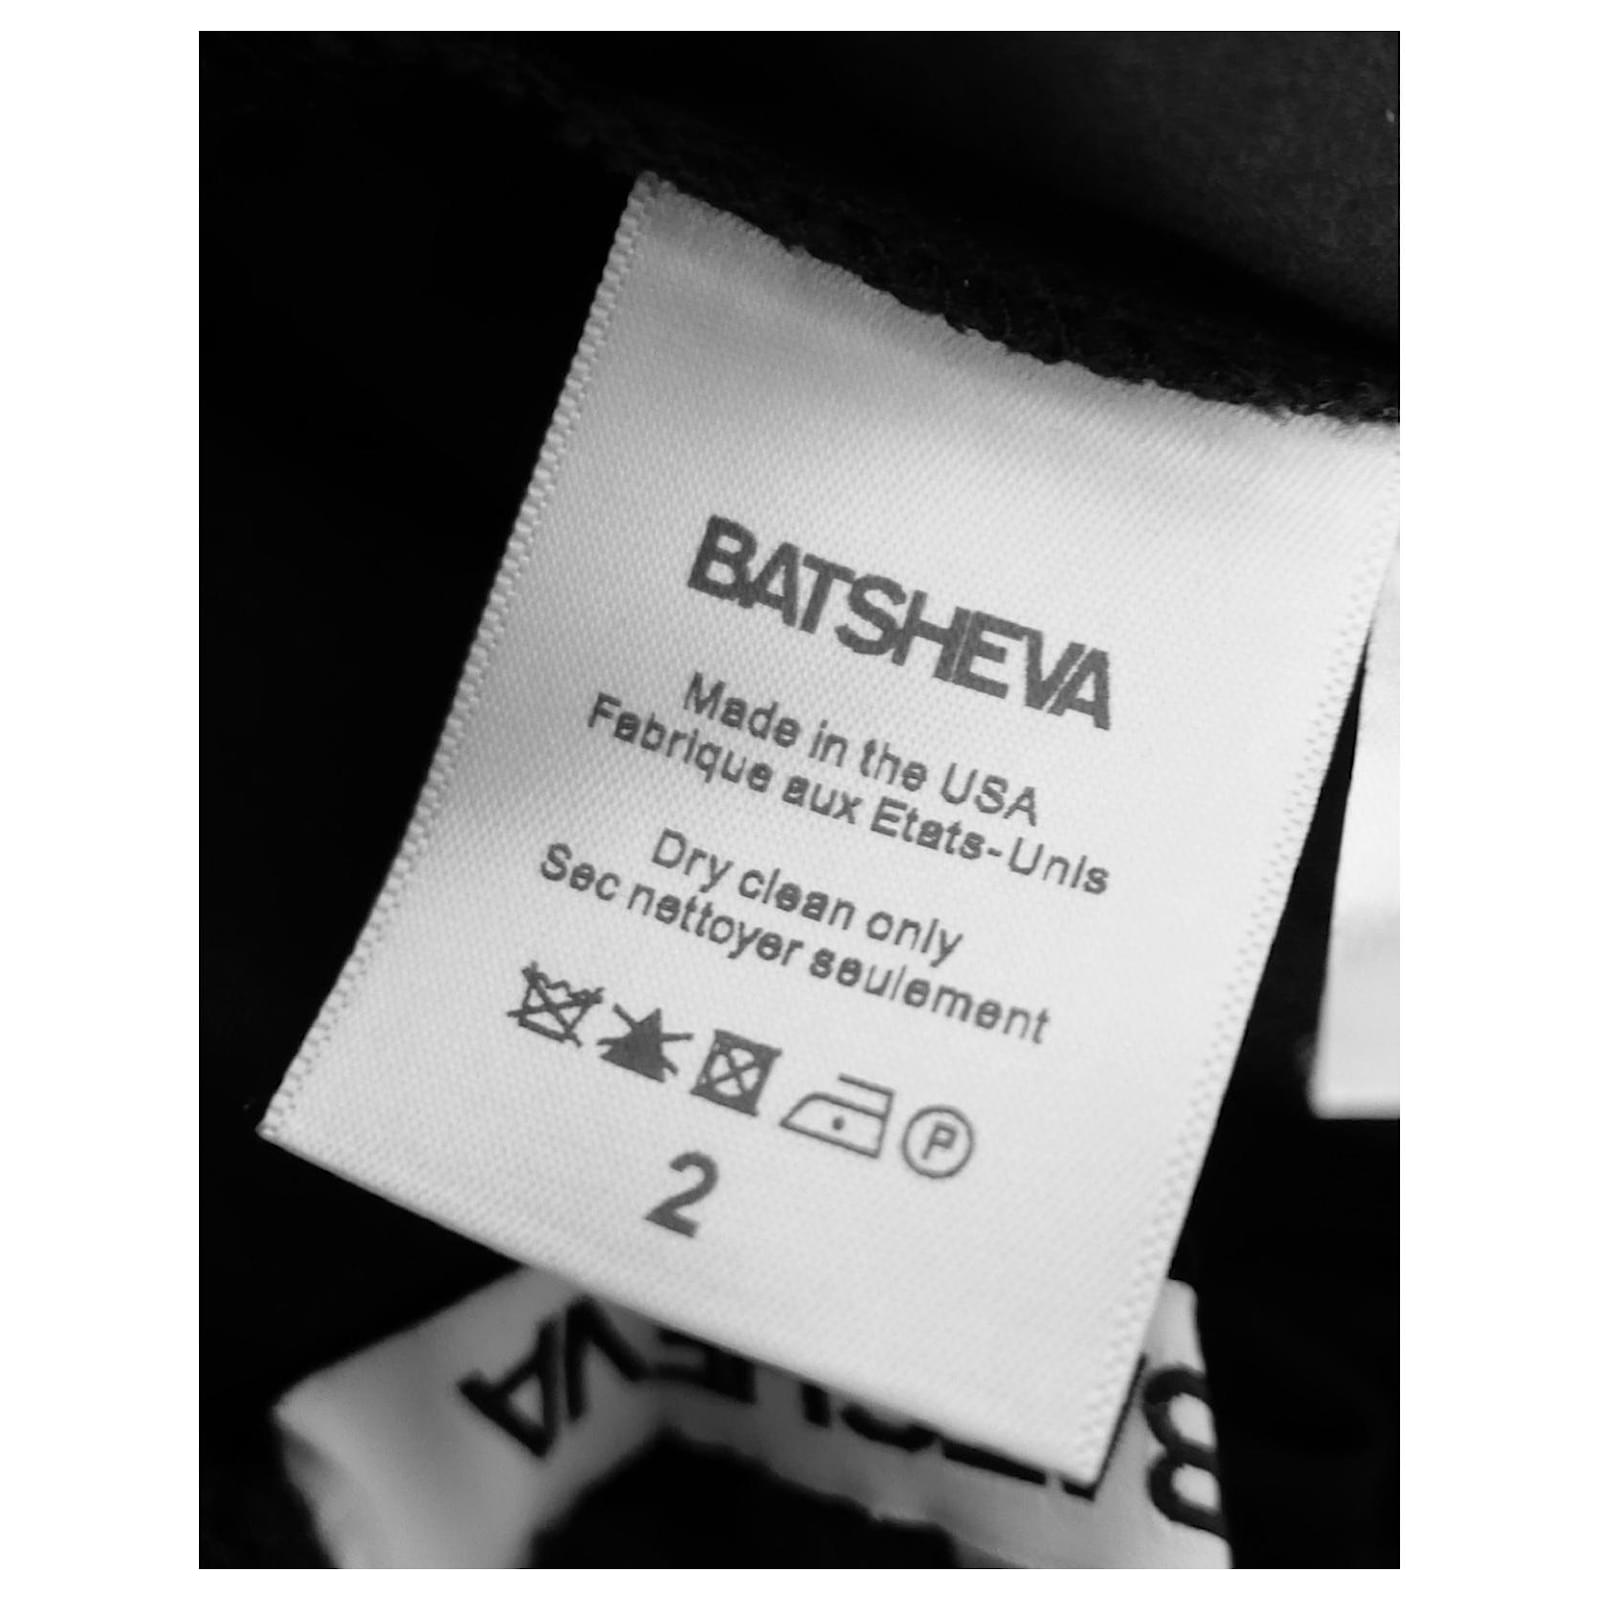 BATSHEVA
Made in the USA
Fabrique aux Etats-Unis
Dry clean only
Sec nettoyer seulement
P
2